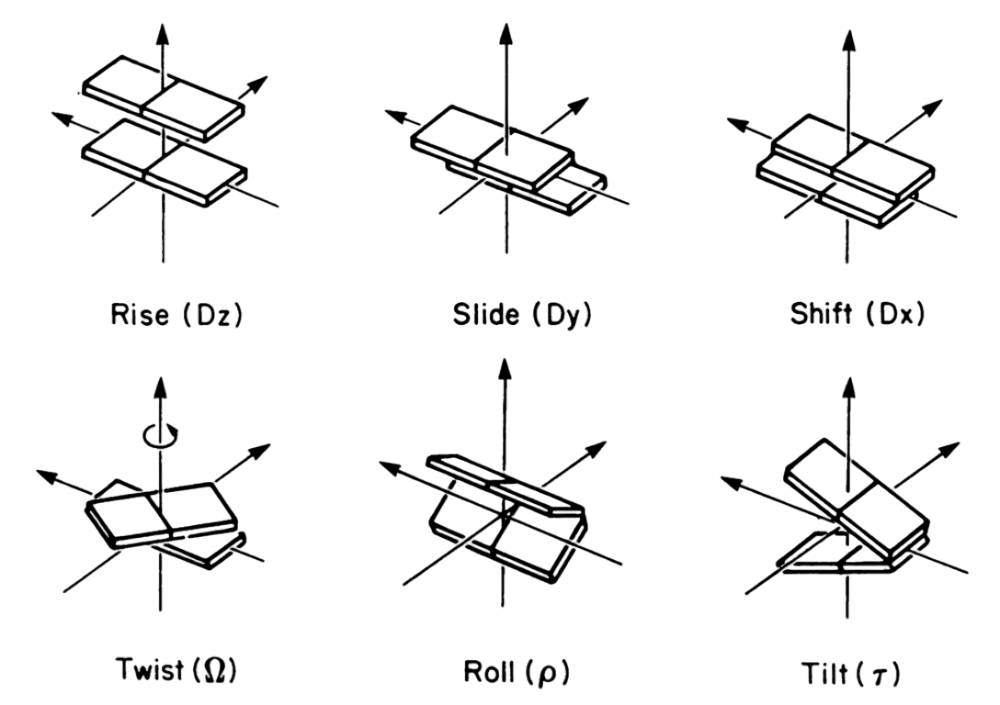 Rise (Dz)
Slide (Dy)
Shift (Dx)
Twist (Ω)
Roll (ρ)
Tilt (τ)